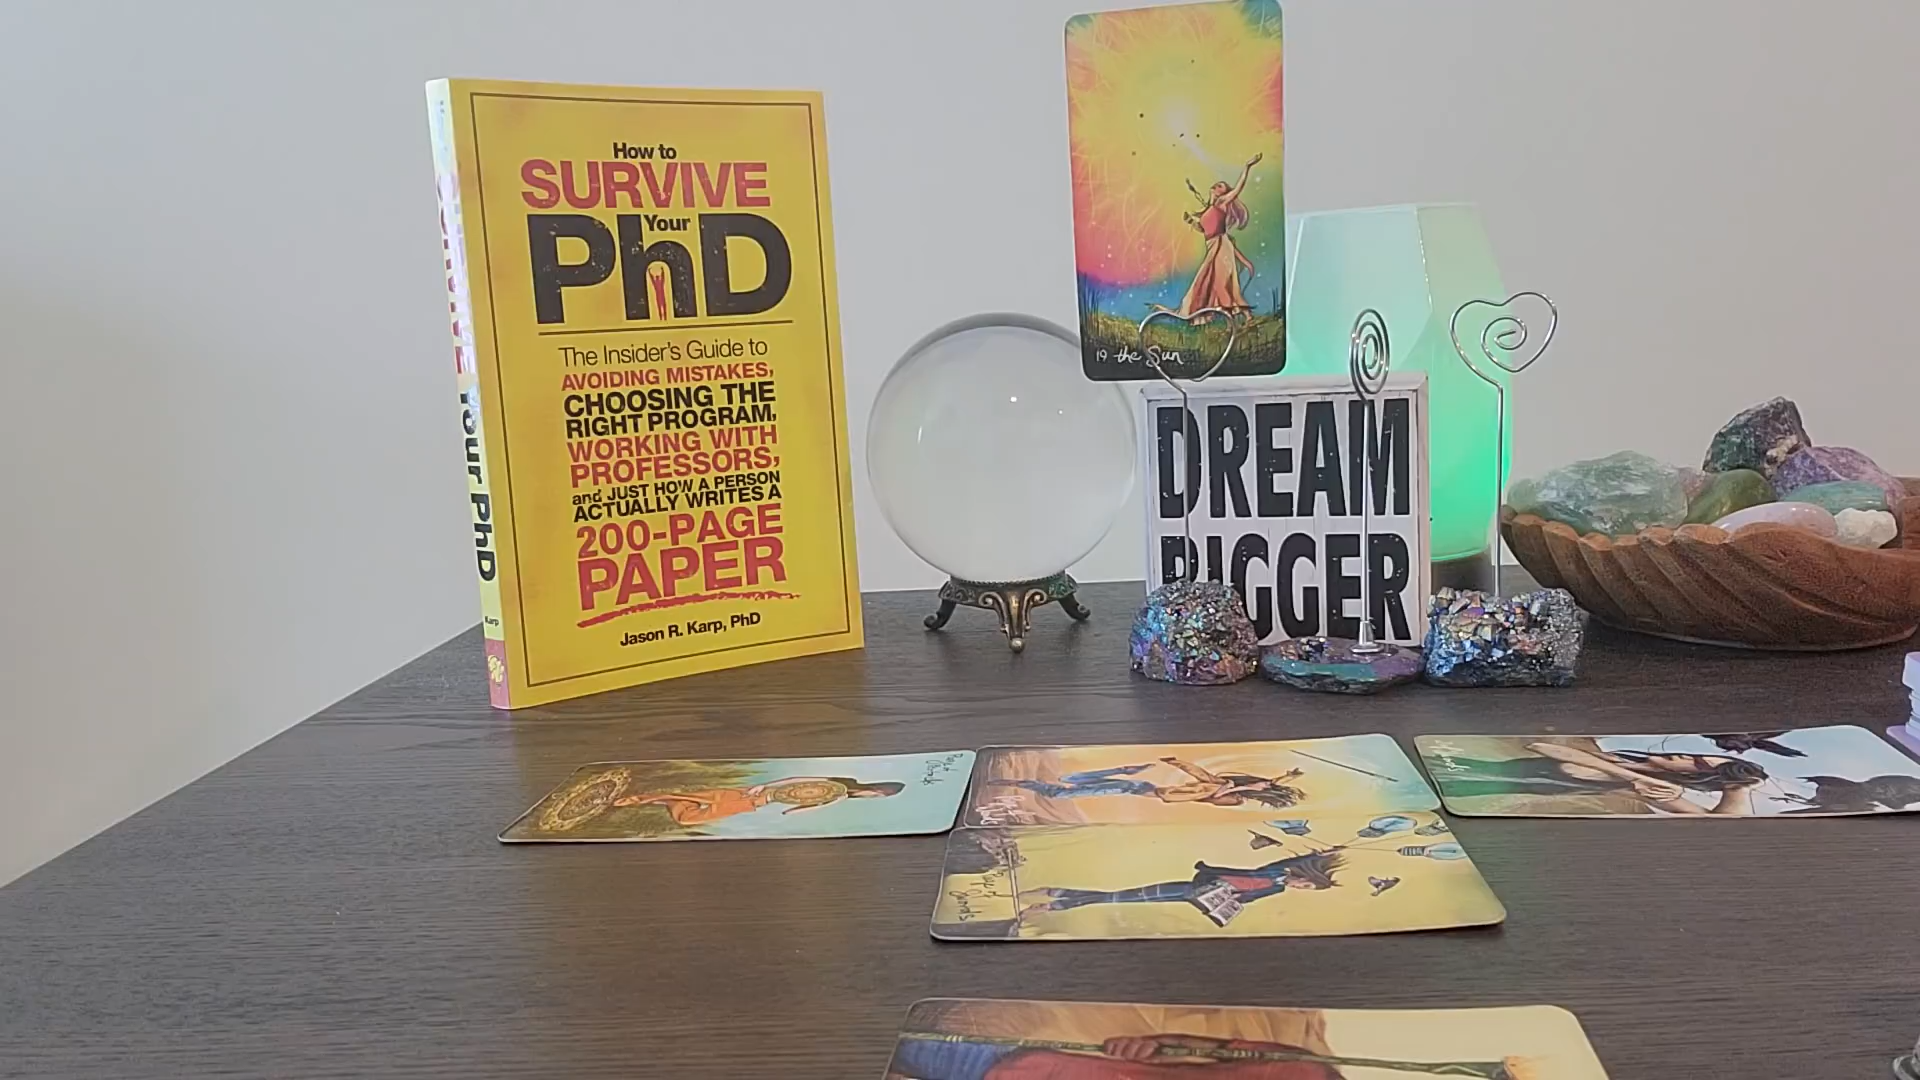 How to
SURVIVE
Your
PhD
The Insider's Guide to
AVOIDING MISTAKES,
CHOOSING THE
RIGHT PROGRAM,
WORKING WITH
PROFESSORS,
and JUST HOW A PERSON
ACTUALLY WRITES A
200-PAGE
PAPER
Jason R. Karp, PhD
SURVIVE Your PhD
Karp
19 the Sun
DREAM
BIGGER